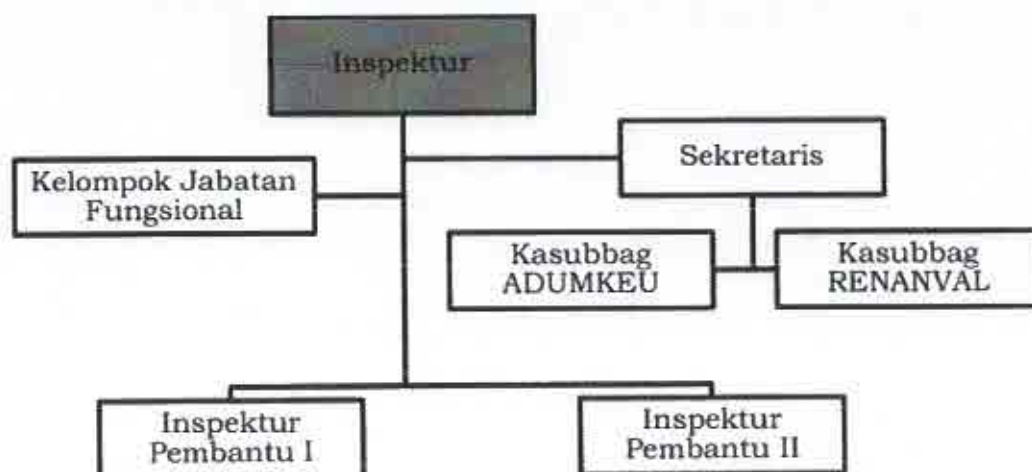 Inspektur
Sekretaris
Kelompok Jabatan
Fungsional
Kasubbag
ADUMKEU
Kasubbag
RENANVAL
Inspektur
Pembantu I
Inspektur
Pembantu II